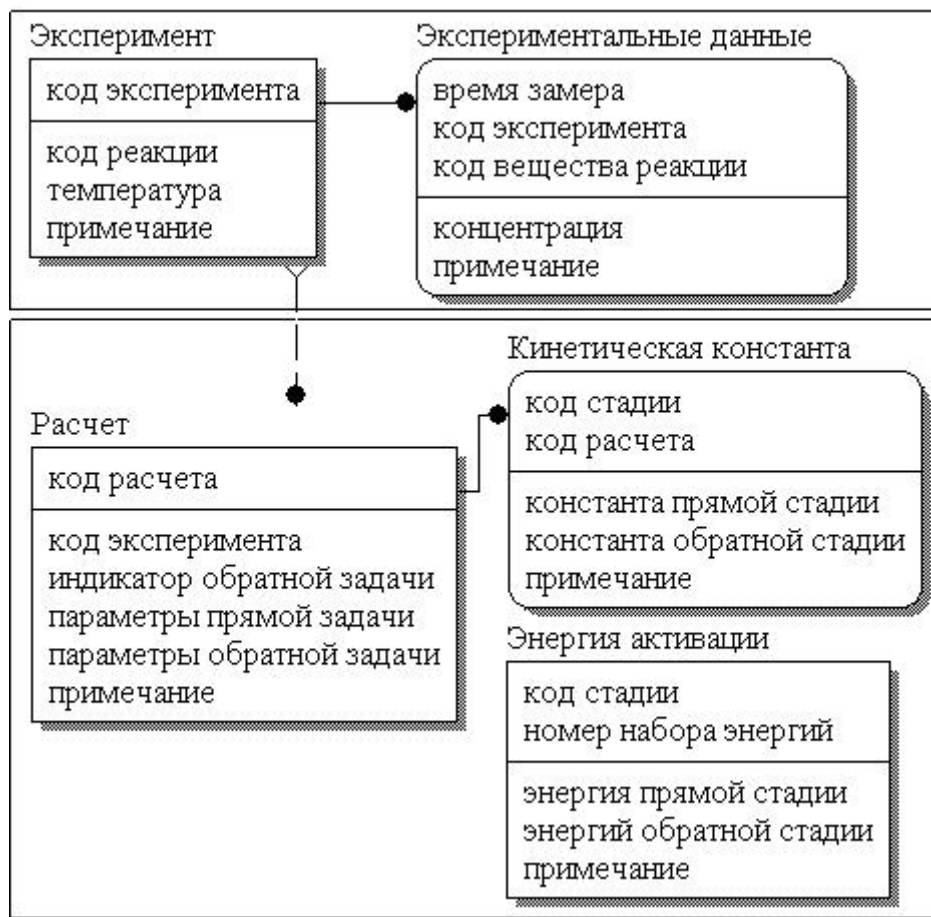 Эксперимент
код эксперимента
код реакции
температура
примечание
Экспериментальные данные
время замера
код эксперимента
код вещества реакции
концентрация
примечание
Расчет
код расчета
код эксперимента
индикатор обратной задачи
параметры прямой задачи
параметры обратной задачи
примечание
Кинетическая константа
код стадии
код расчета
константа прямой стадии
константа обратной стадии
примечание
Энергия активации
код стадии
номер набора энергий
энергия прямой стадии
энергий обратной стадии
примечание